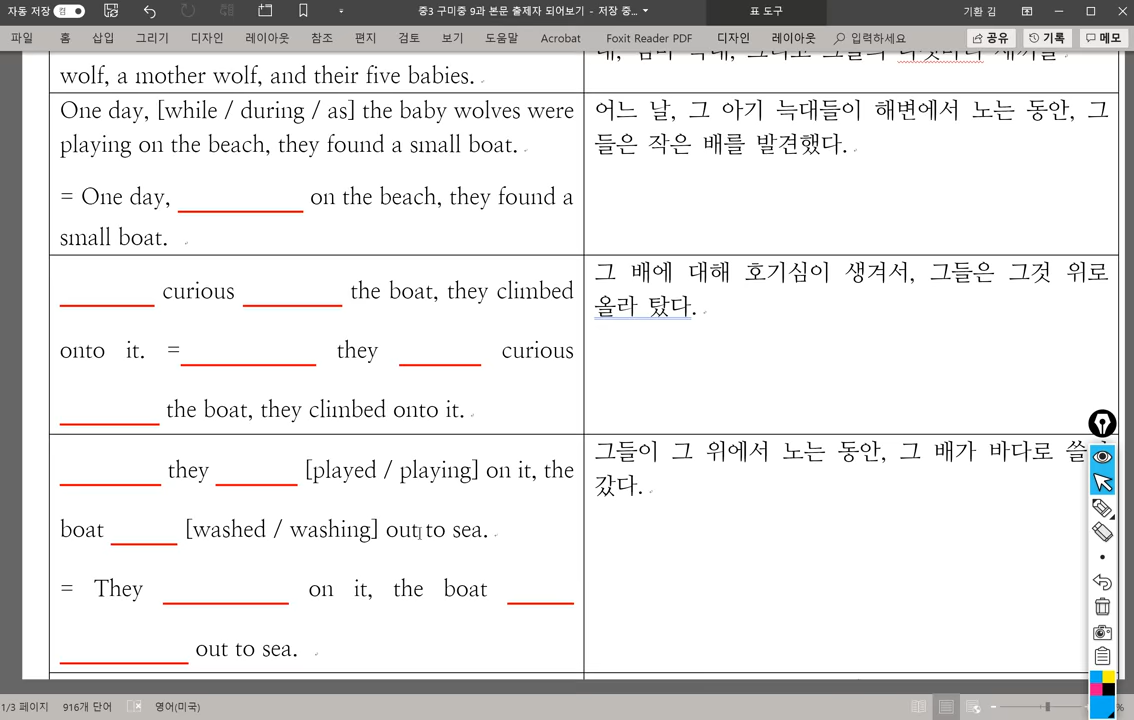 자동 저장 컴
중3 구미중 9과 본문 출제자 되어보기 - 저장 중...
표 도구
기환 김
파일 홈 삽입 그리기 디자인 레이아웃 참조 편지 검토 보기 도움말 Acrobat Foxit Reader PDF 디자인 레이아웃 입력하세요 공유 기록 메모
wolf, a mother wolf, and their five babies.
One day, [while / during / as] the baby wolves were
playing on the beach, they found a small boat.
= One day, on the beach, they found a
small boat.
어느 날, 그 아기 늑대들이 해변에서 노는 동안, 그
들은 작은 배를 발견했다.
curious the boat, they climbed
onto it. = they curious
the boat, they climbed onto it.
그 배에 대해 호기심이 생겨서, 그들은 그것 위로
올라 탔다.
they [played / playing] on it, the
boat [washed / washing] out to sea.
= They on it, the boat
out to sea.
그들이 그 위에서 노는 동안, 그 배가 바다로 쓸
갔다.
1/3 페이지 916개 단어 영어(미국) %